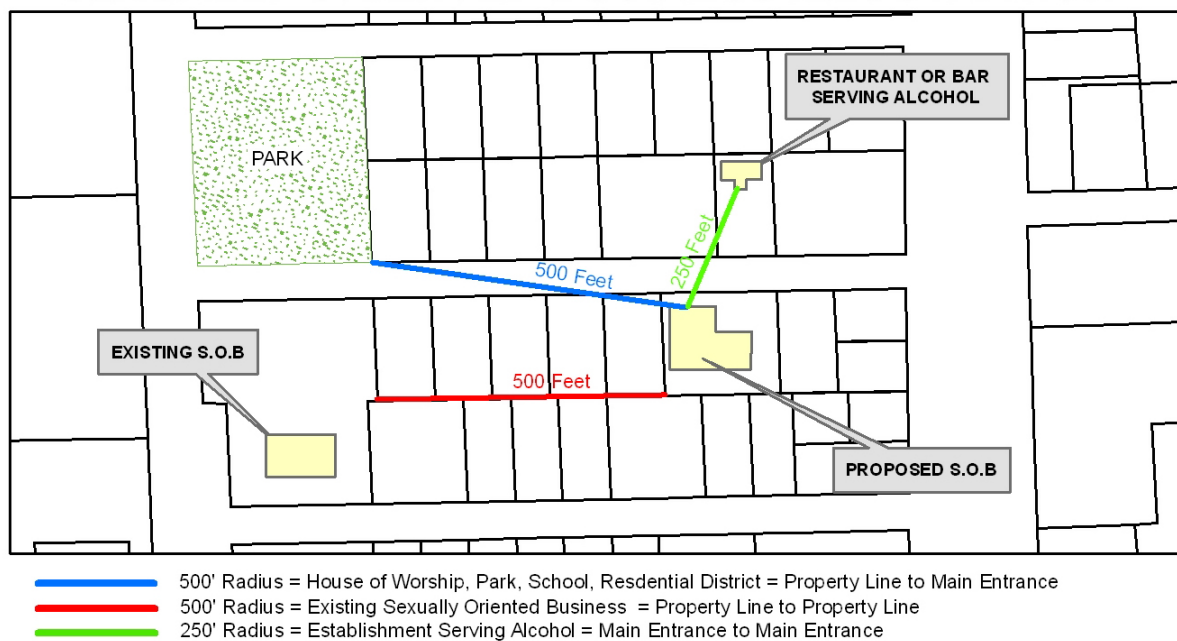 RESTAURANT OR BAR
SERVING ALCOHOL
PARK
250 Feet
500 Feet
EXISTING S.O.B
500 Feet
PROPOSED S.O.B
500' Radius = House of Worship, Park, School, Resdential District = Property Line to Main Entrance
500' Radius = Existing Sexually Oriented Business = Property Line to Property Line
250' Radius = Establishment Serving Alcohol = Main Entrance to Main Entrance